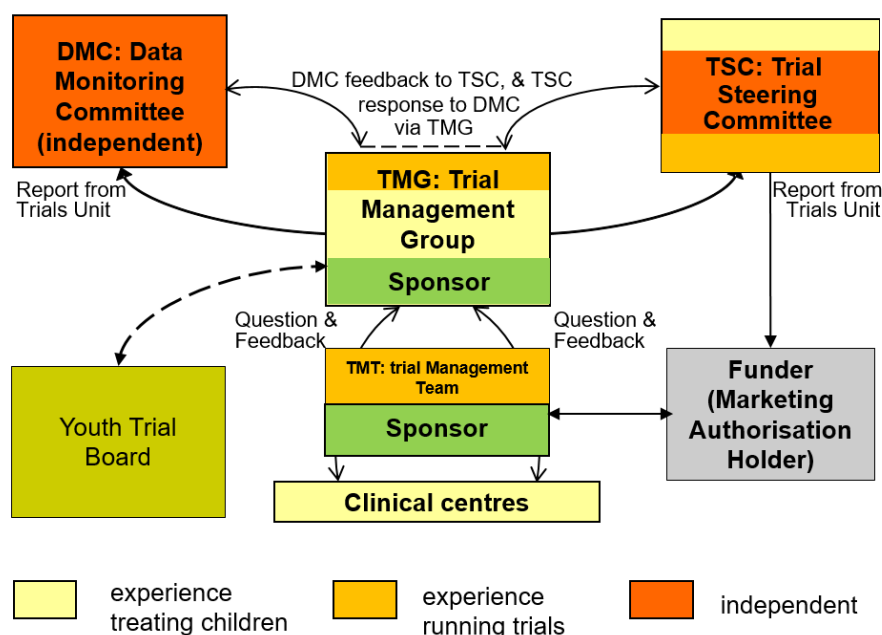 DMC: Data
Monitoring
Committee
(independent)
DMC feedback to TSC, & TSC
response to DMC
via TMG
TSC: Trial
Steering
Committee
Report from
Trials Unit
TMG: Trial
Management
Group
Sponsor
Report from
Trials Unit
Question &
Feedback
Question &
Feedback
Youth Trial
Board
TMT: trial Management
Team
Sponsor
Funder
(Marketing
Authorisation
Holder)
Clinical centres
experience
treating children
experience
running trials
independent